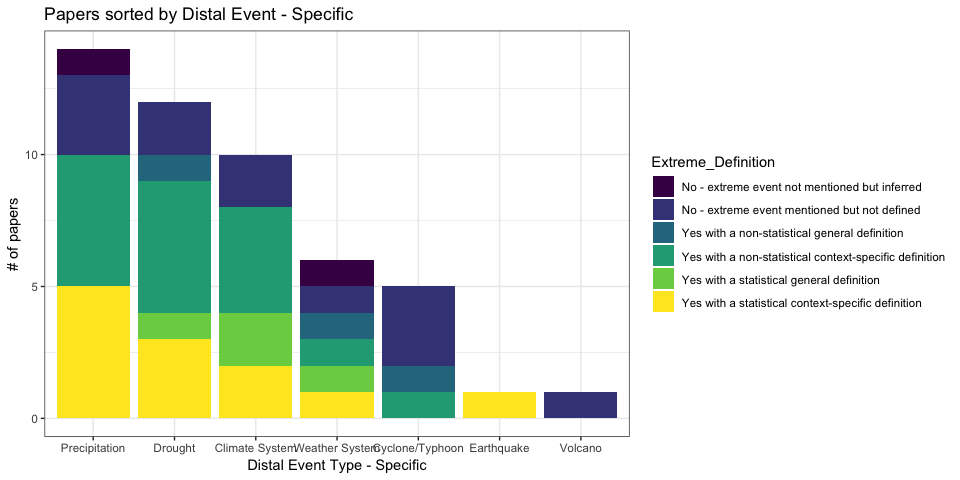 Papers sorted by Distal Event - Specific
# of papers
10
5
0
Precipitation Drought Climate System Weather System Cyclone/Typhoon Earthquake Volcano
Distal Event Type - Specific
Extreme_Definition
No - extreme event not mentioned but inferred
No - extreme event mentioned but not defined
Yes with a non-statistical general definition
Yes with a non-statistical context-specific definition
Yes with a statistical general definition
Yes with a statistical context-specific definition